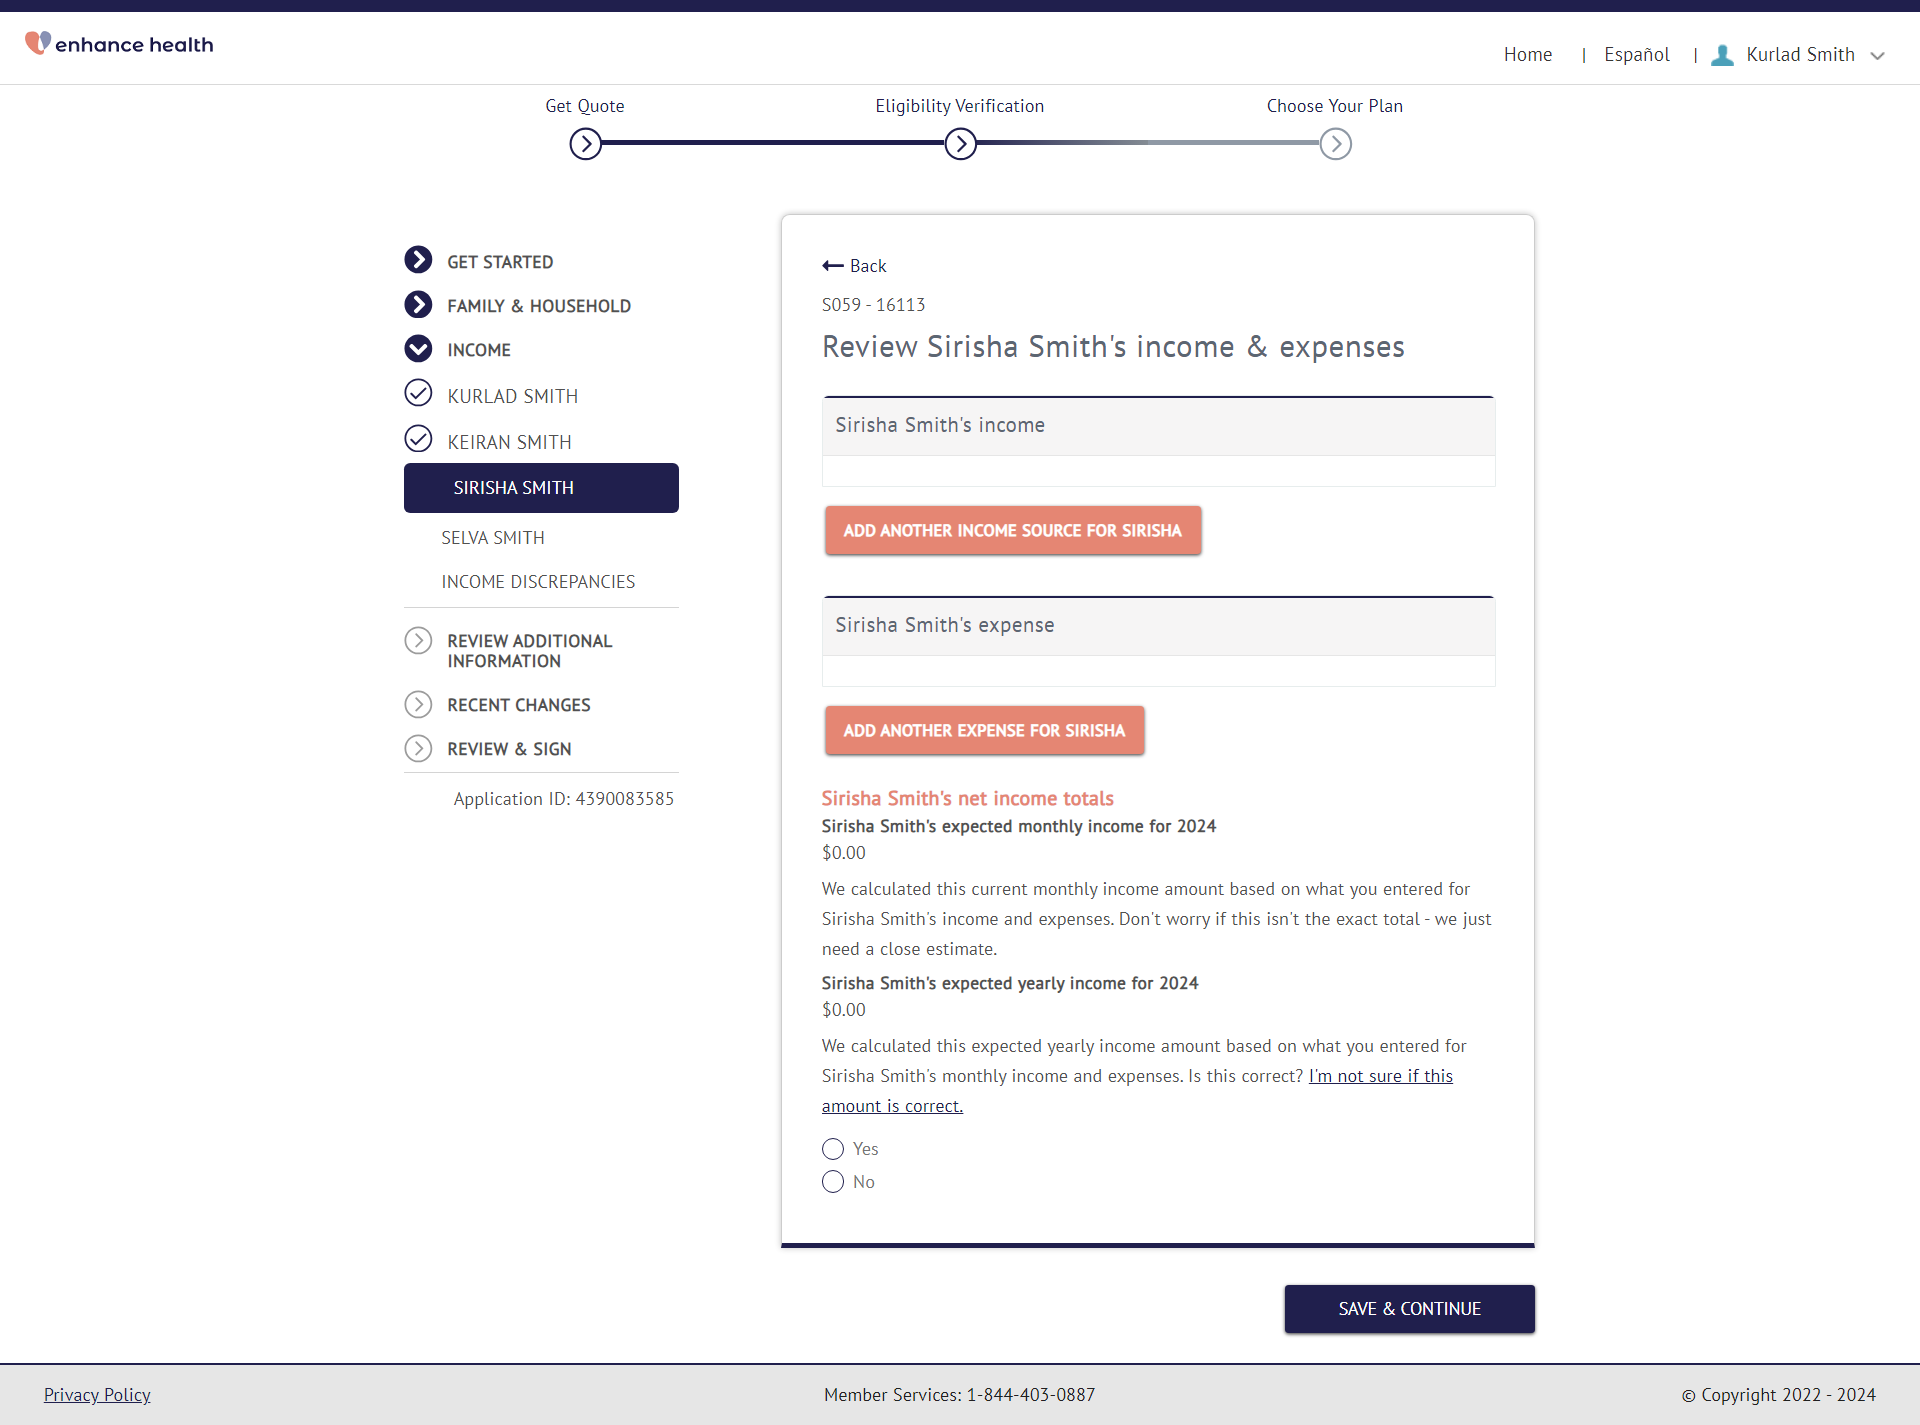 enhance health
Home | Español | Kurlad Smith
Get Quote
Eligibility Verification
Choose Your Plan
GET STARTED
FAMILY & HOUSEHOLD
INCOME
KURLAD SMITH
KEIRAN SMITH
SIRISHA SMITH
SELVA SMITH
INCOME DISCREPANCIES
REVIEW ADDITIONAL
INFORMATION
RECENT CHANGES
REVIEW & SIGN
Application ID: 4390083585
Back
S059 - 16113
Review Sirisha Smith's income & expenses
Sirisha Smith's income
ADD ANOTHER INCOME SOURCE FOR SIRISHA
Sirisha Smith's expense
ADD ANOTHER EXPENSE FOR SIRISHA
Sirisha Smith's net income totals
Sirisha Smith's expected monthly income for 2024
$0.00
We calculated this current monthly income amount based on what you entered for
Sirisha Smith's income and expenses. Don't worry if this isn't the exact total - we just
need a close estimate.
Sirisha Smith's expected yearly income for 2024
$0.00
We calculated this expected yearly income amount based on what you entered for
Sirisha Smith's monthly income and expenses. Is this correct? I'm not sure if this
amount is correct.
Yes
No
SAVE & CONTINUE
Privacy Policy
Member Services: 1-844-403-0887
© Copyright 2022 - 2024